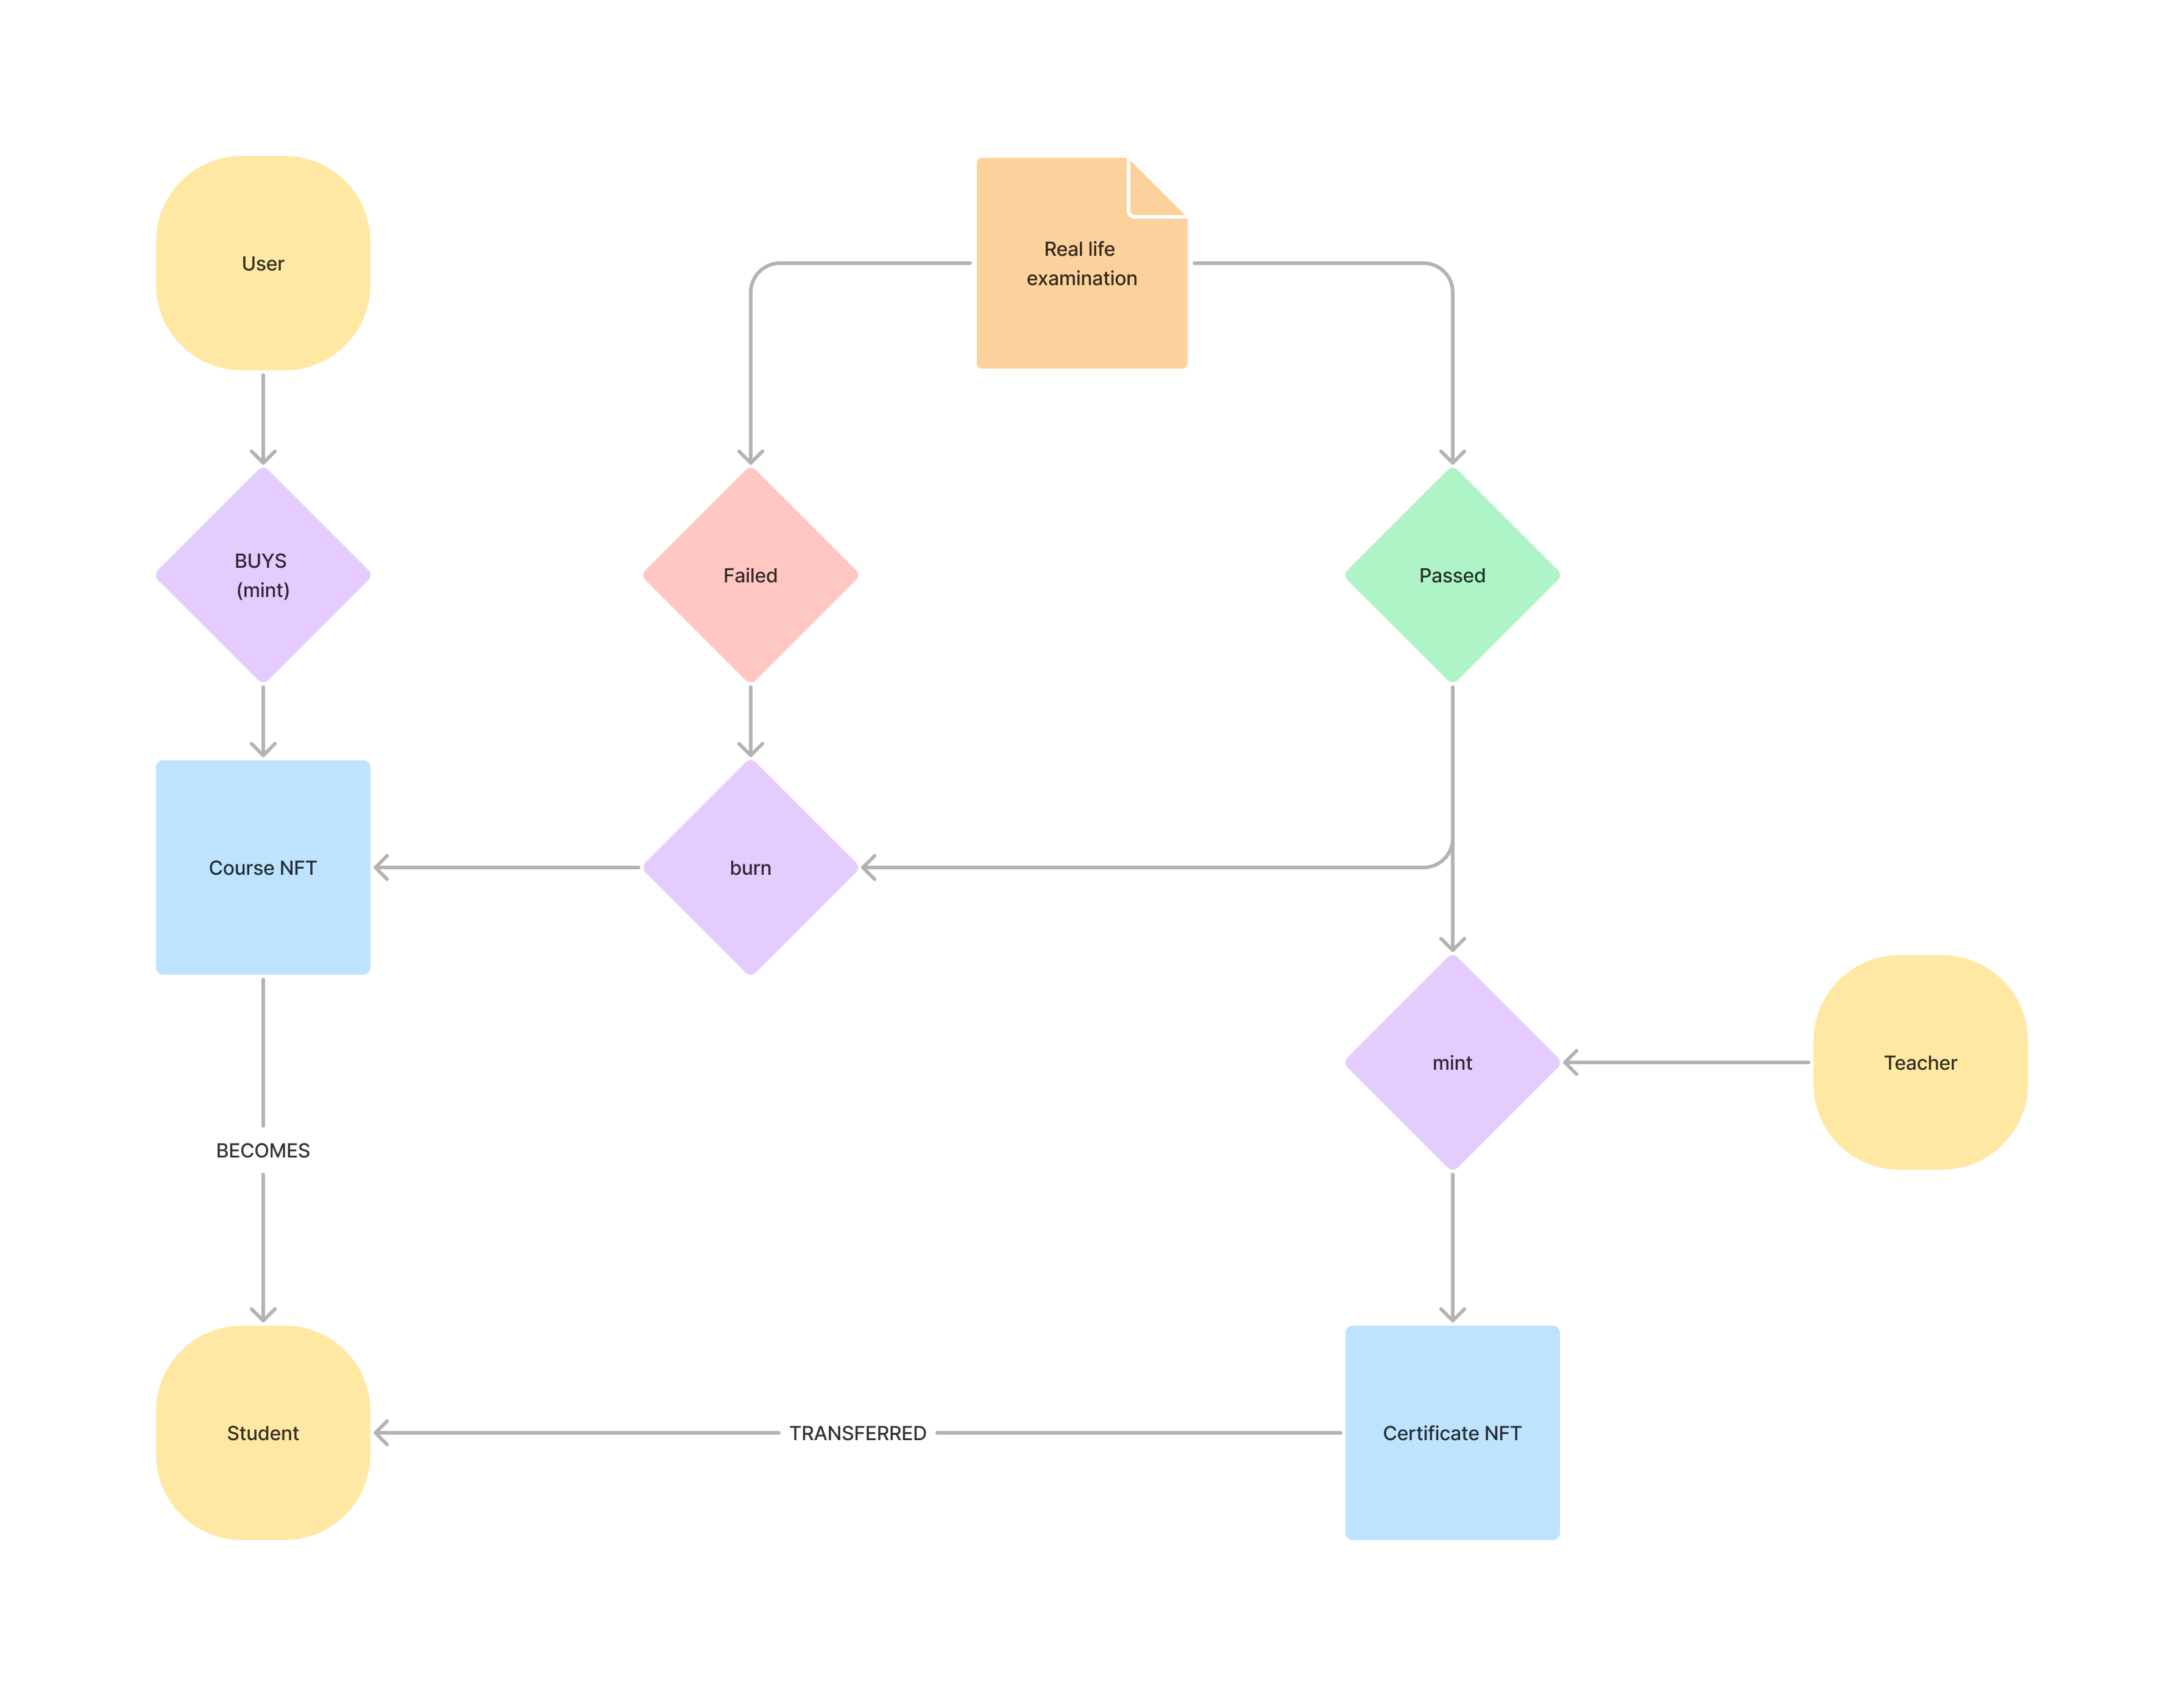 User
Real life
examination
BUYS
(mint)
Failed
Passed
Course NFT
burn
mint
Teacher
BECOMES
Student
TRANSFERRED
Certificate NFT